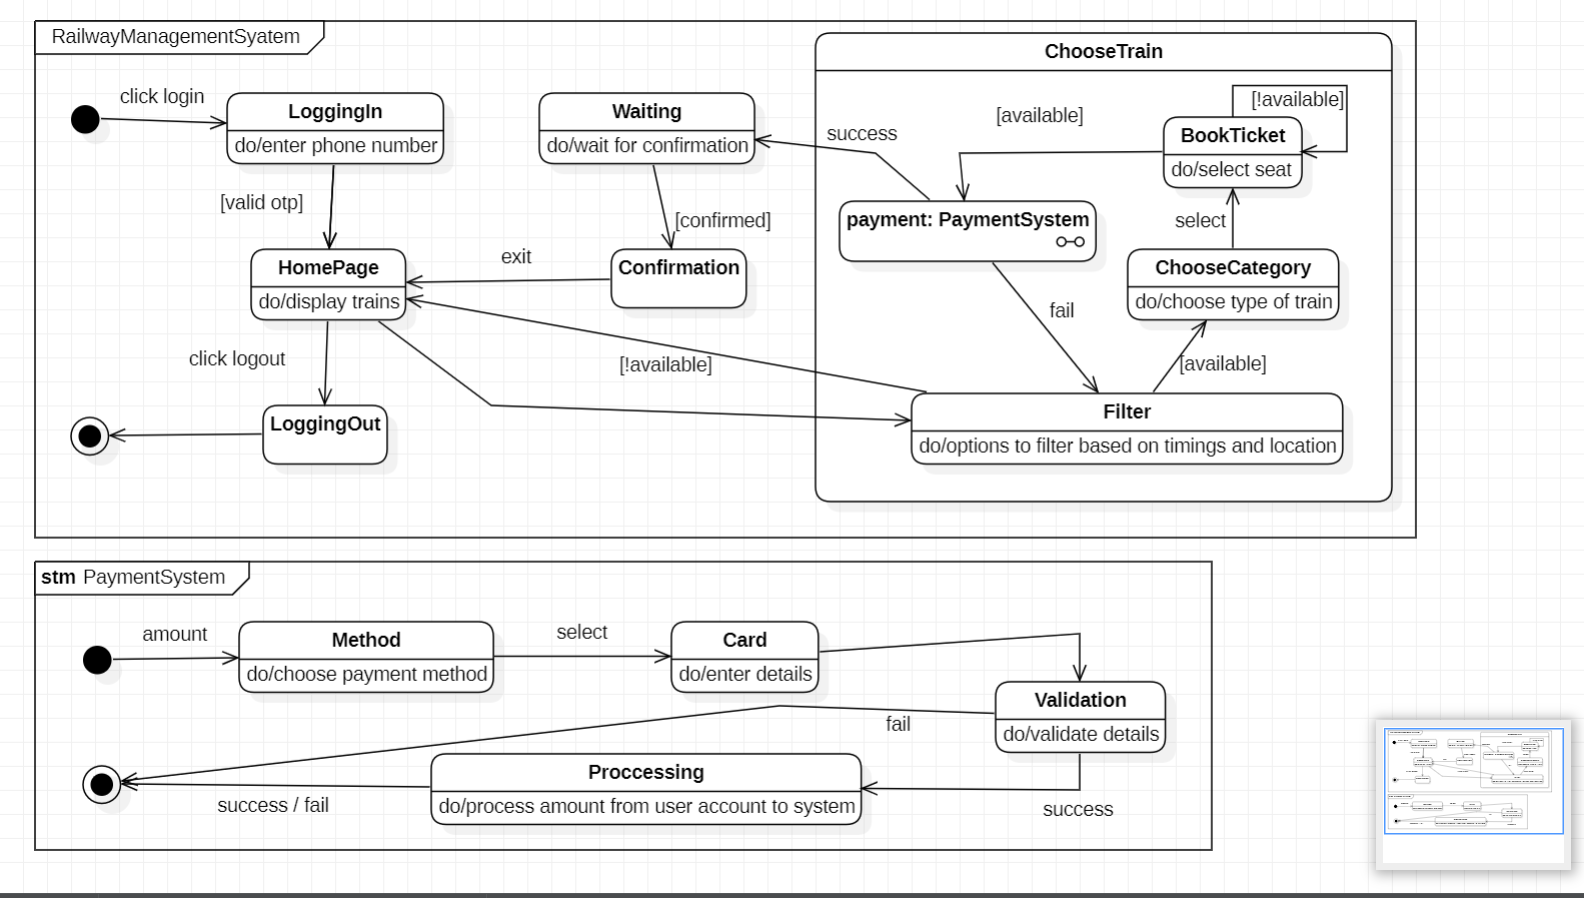 RailwayManagementSyatem
ChooseTrain
click login
LoggingIn
do/enter phone number
Waiting
do/wait for confirmation
success
[available]
[!available]
BookTicket
do/select seat
[valid otp]
[confirmed]
payment: PaymentSystem
select
HomePage
do/display trains
exit
Confirmation
ChooseCategory
do/choose type of train
fail
click logout
[!available]
[available]
LoggingOut
Filter
do/options to filter based on timings and location
stm PaymentSystem
amount
Method
do/choose payment method
select
Card
do/enter details
Validation
do/validate details
fail
Proccessing
do/process amount from user account to system
success / fail
success